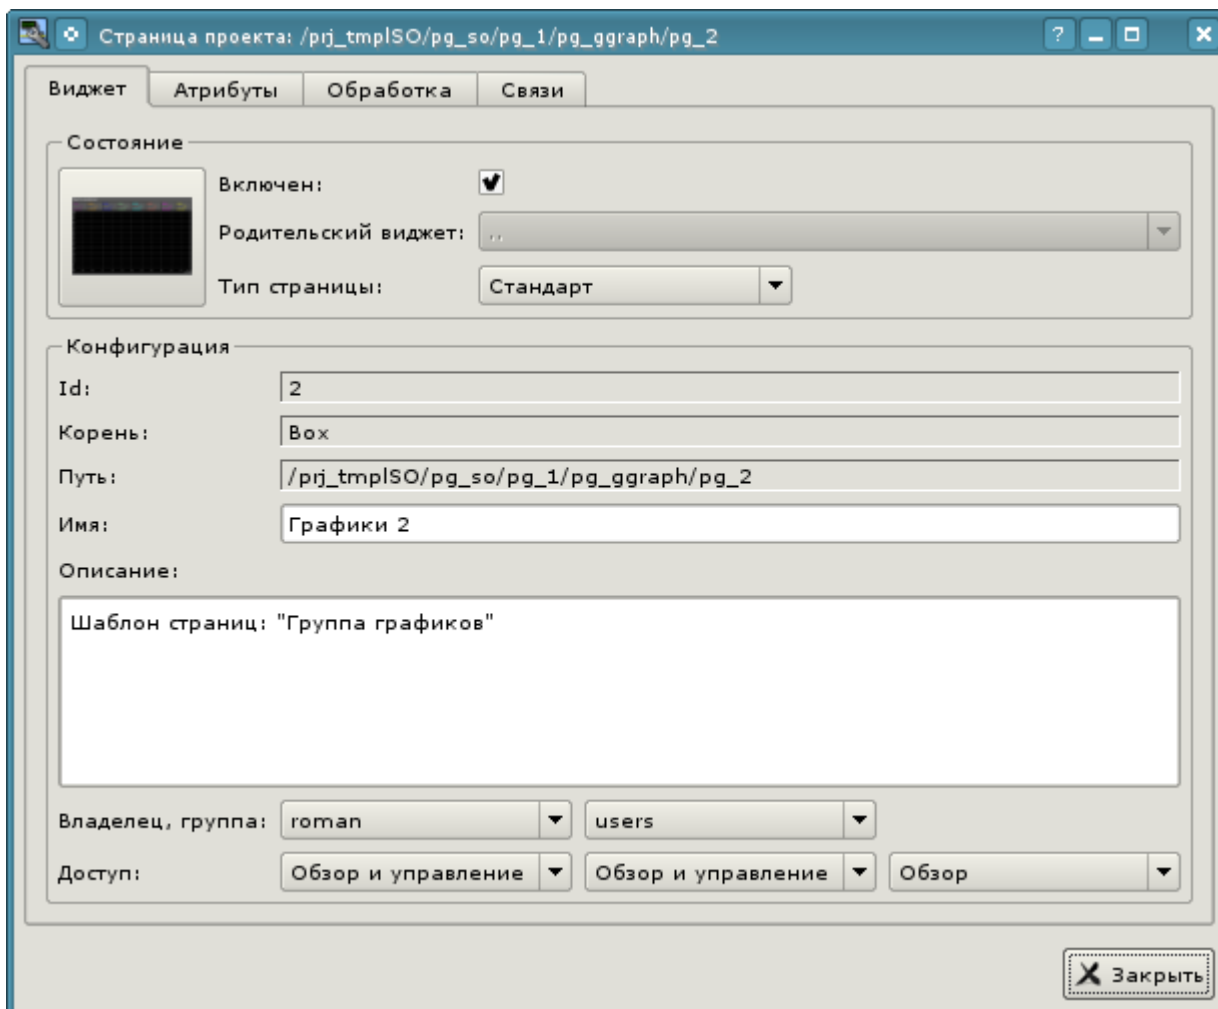 Страница проекта: /prj_tmplSO/pg_so/pg_1/pg_ggraph/pg_2 ?
Виджет Атрибуты Обработка Связи
Состояние
Включен:
Родительский виджет: ..
Тип страницы: Стандарт
Конфигурация
Id: 2
Корень: Box
Путь: /prj_tmplSO/pg_so/pg_1/pg_ggraph/pg_2
Имя: Графики 2
Описание:
Шаблон страниц: "Группа графиков"
Владелец, группа: roman users
Доступ: Обзор и управление Обзор и управление Обзор
Закрыть